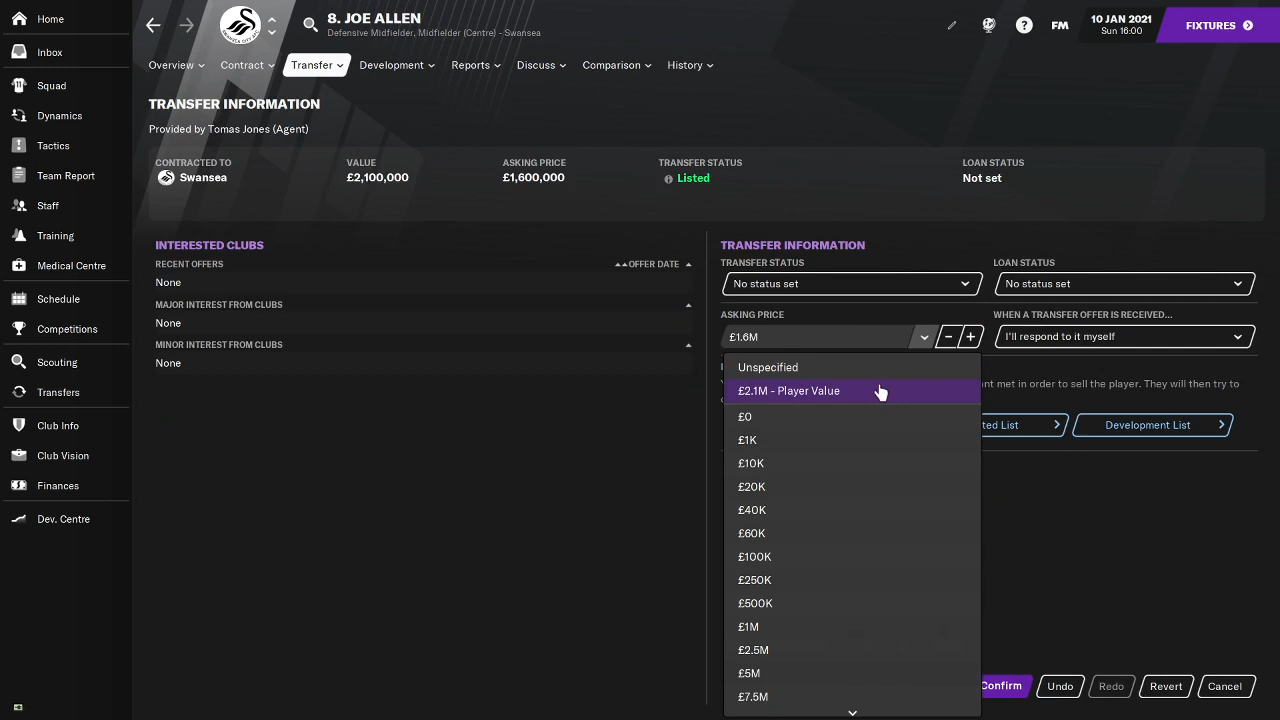 Home
Inbox
Squad
Dynamics
Tactics
Team Report
Staff
Training
Medical Centre
Schedule
Competitions
Scouting
Transfers
Club Info
Club Vision
Finances
Dev. Centre
8. JOE ALLEN
Defensive Midfielder, Midfielder (Centre) - Swansea
FM
10 JAN 2021
Sun 16:00
FIXTURES
Overview
Contract
Transfer
Development
Reports
Discuss
Comparison
History
TRANSFER INFORMATION
Provided by Tomas Jones (Agent)
CONTRACTED TO
VALUE
ASKING PRICE
TRANSFER STATUS
LOAN STATUS
Swansea
£2,100,000
£1,600,000
Listed
Not set
INTERESTED CLUBS
RECENT OFFERS
OFFER DATE
None
MAJOR INTEREST FROM CLUBS
None
MINOR INTEREST FROM CLUBS
None
TRANSFER INFORMATION
TRANSFER STATUS
LOAN STATUS
No status set
No status set
ASKING PRICE
WHEN A TRANSFER OFFER IS RECEIVED...
£1.6M
I'll respond to it myself
Unspecified
£2.1M - Player Value
£0
£1K
£10K
£20K
£40K
£60K
£100K
£250K
£500K
£1M
£2.5M
£5M
£7.5M
ant met in order to sell the player. They will then try to
ted List
Development List
Confirm
Undo
Redo
Revert
Cancel